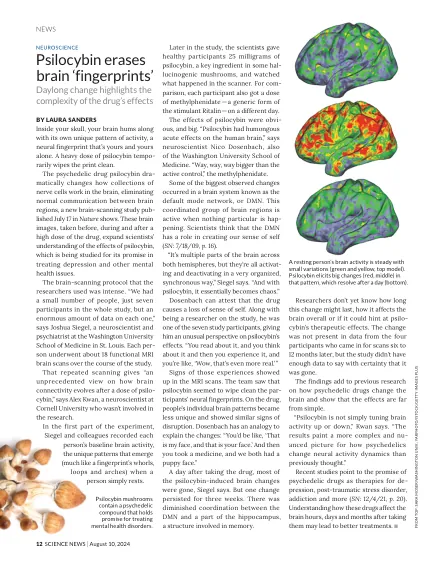 NEWS
NEUROSCIENCE
Psilocybin erases
brain ‘fingerprints’
Daylong change highlights the
complexity of the drug’s effects
BY LAURA SANDERS
Inside your skull, your brain hums along
with its own unique pattern of activity, a
neural fingerprint that’s yours and yours
alone. A heavy dose of psilocybin tempo-
rarily wipes the print clean.
The psychedelic drug psilocybin dra-
matically changes how collections of
nerve cells work in the brain, eliminating
normal communication between brain
regions, a new brain-scanning study pub-
lished July 17 in Nature shows. These brain
images, taken before, during and after a
high dose of the drug, expand scientists’
understanding of the effects of psilocybin,
which is being studied for its promise in
treating depression and other mental
health issues.
The brain-scanning protocol that the
researchers used was intense. “We had
a small number of people, just seven
participants in the whole study, but an
enormous amount of data on each one,”
says Joshua Siegel, a neuroscientist and
psychiatrist at the Washington University
School of Medicine in St. Louis. Each per-
son underwent about 18 functional MRI
brain scans over the course of the study.
That repeated scanning gives “an
unprecedented view on how brain
connectivity evolves after a dose of psilo-
cybin,” says Alex Kwan, a neuroscientist at
Cornell University who wasn’t involved in
the research.
In the first part of the experiment,
Siegel and colleagues recorded each
person’s baseline brain activity,
the unique patterns that emerge
(much like a fingerprint’s whorls,
loops and arches) when a
person simply rests.
Psilocybin mushrooms
contain a psychedelic
compound that holds
promise for treating
mental health disorders.
Later in the study, the scientists gave
healthy participants 25 milligrams of
psilocybin, a key ingredient in some hal-
lucinogenic mushrooms, and watched
what happened in the scanner. For com-
parison, each participant also got a dose
of methylphenidate — a generic form of
the stimulant Ritalin — on a different day.
The effects of psilocybin were obvi-
ous, and big. “Psilocybin had humongous
acute effects on the human brain,” says
neuroscientist Nico Dosenbach, also
of the Washington University School of
Medicine. “Way, way, way bigger than the
active control,” the methylphenidate.
Some of the biggest observed changes
occurred in a brain system known as the
default mode network, or DMN. This
coordinated group of brain regions is
active when nothing particular is happen-
ing. Scientists think that the DMN
has a role in creating our sense of self
(SN: 7/18/09, p. 16).
“It’s multiple parts of the brain across
both hemispheres, but they’re all activat-
ing and deactivating in a very organized,
synchronous way,” Siegel says. “And with
psilocybin, it essentially becomes chaos.”
Dosenbach can attest that the drug
causes a loss of sense of self. Along with
being a researcher on the study, he was
one of the seven study participants, giving
him an unusual perspective on psilocybin’s
effects. “You read about it, and you think
about it and then you experience it, and
you’re like, ‘Wow, that’s even more real.’ ”
Signs of those experiences showed
up in the MRI scans. The team saw that
psilocybin seemed to wipe clean the par-
ticipants’ neural fingerprints. On the drug,
people’s individual brain patterns became
less unique and showed similar signs of
disruption. Dosenbach has an analogy to
explain the changes: “You’d be like, ‘That
is my face, and that is your face.’ And then
you took a medicine, and we both had a
puppy face.”
A day after taking the drug, most of
the psilocybin-induced brain changes
were gone, Siegel says. But one change
persisted for three weeks. There was
diminished coordination between the
DMN and a part of the hippocampus,
a structure involved in memory.
A resting person’s brain activity is steady with
small variations (green and yellow, top model).
Psilocybin elicits big changes (red, middle) in
that pattern, which resolve after a day (bottom).
Researchers don’t yet know how
long this change might last, how it affects the
brain overall or if it could hint at psilo-
cybin’s therapeutic effects. The change
was not present in data from the four
participants who came in for scans six to
12 months later, but the study didn’t have
enough data to say with certainty that it
was gone.
The findings add to previous research
on how psychedelic drugs change the
brain and show that the effects are far
from simple.
“Psilocybin is not simply tuning brain
activity up or down,” Kwan says. “The
results paint a more complex and nu-
anced picture for how psychedelics
change neural activity dynamics than
previously thought.”
Recent studies point to the promise of
psychedelic drugs as therapies for de-
pression, post-traumatic stress disorder,
addiction and more (SN: 12/4/21, p. 20).
Understanding how these drugs affect the
brain hours, days and months after taking
them may lead to better treatments.
12 SCIENCE NEWS | August 10, 2024